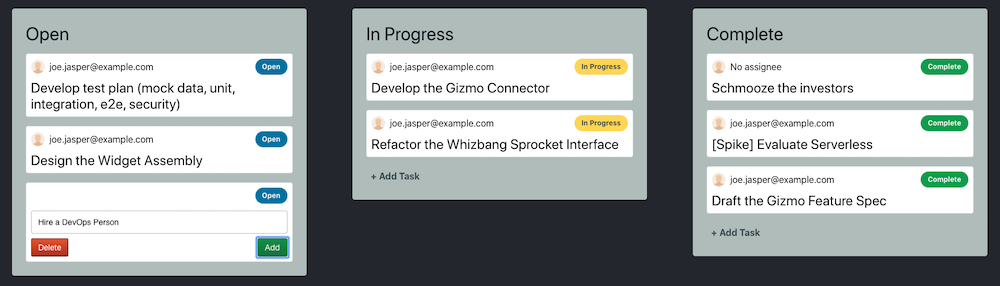 Open
joe.jasper@example.com
Open
Develop test plan (mock data, unit,
integration, e2e, security)
joe.jasper@example.com
Open
Design the Widget Assembly
Open
Hire a DevOps Person
Delete
Add
In Progress
joe.jasper@example.com
In Progress
Develop the Gizmo Connector
joe.jasper@example.com
In Progress
Refactor the Whizbang Sprocket Interface
+ Add Task
Complete
No assignee
Complete
Schmooze the investors
joe.jasper@example.com
Complete
[Spike] Evaluate Serverless
joe.jasper@example.com
Complete
Draft the Gizmo Feature Spec
+ Add Task